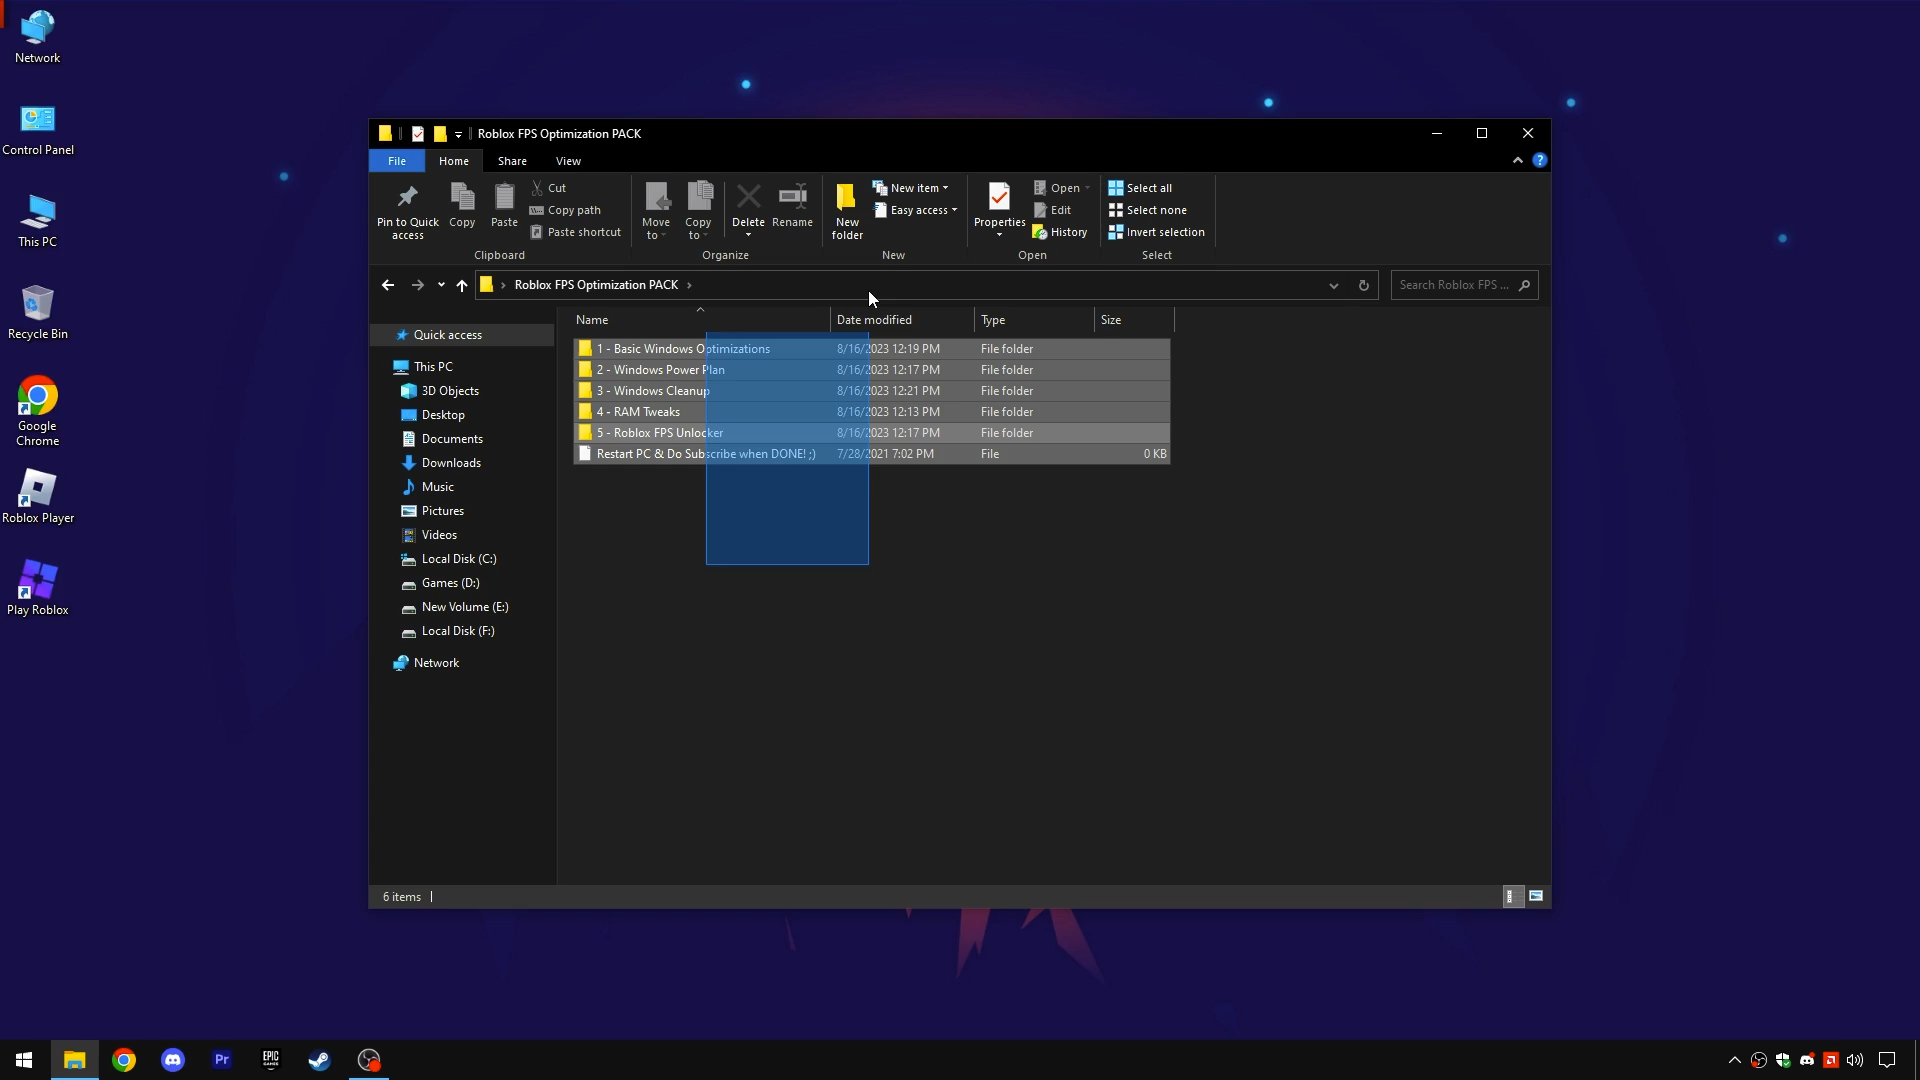 Network
Control Panel
This PC
Recycle Bin
Google
Chrome
Roblox Player
Play Roblox
Roblox FPS Optimization PACK
File Home Share View
Pin to Quick
access
Copy
Paste
Cut
Copy path
Paste shortcut
Clipboard
Move
to
Copy
to
Delete
Rename
Organize
New
folder
New item
Easy access
New
Properties
Open
Edit
History
Open
Select all
Select none
Invert selection
Select
Roblox FPS Optimization PACK
Search Roblox FPS ...
Quick access
This PC
3D Objects
Desktop
Documents
Downloads
Music
Pictures
Videos
Local Disk (C:)
Games (D:)
New Volume (E:)
Local Disk (F:)
Network
Name Date modified Type Size
1 - Basic Windows Optimizations 8/16/2023 12:19 PM File folder
2 - Windows Power Plan 8/16/2023 12:17 PM File folder
3 - Windows Cleanup 8/16/2023 12:21 PM File folder
4 - RAM Tweaks 8/16/2023 12:13 PM File folder
5 - Roblox FPS Unlocker 8/16/2023 12:17 PM File folder
Restart PC & Do Subscribe when DONE! ;) 7/28/2021 7:02 PM File 0 KB
6 items
Pr
EPIC
GAMES